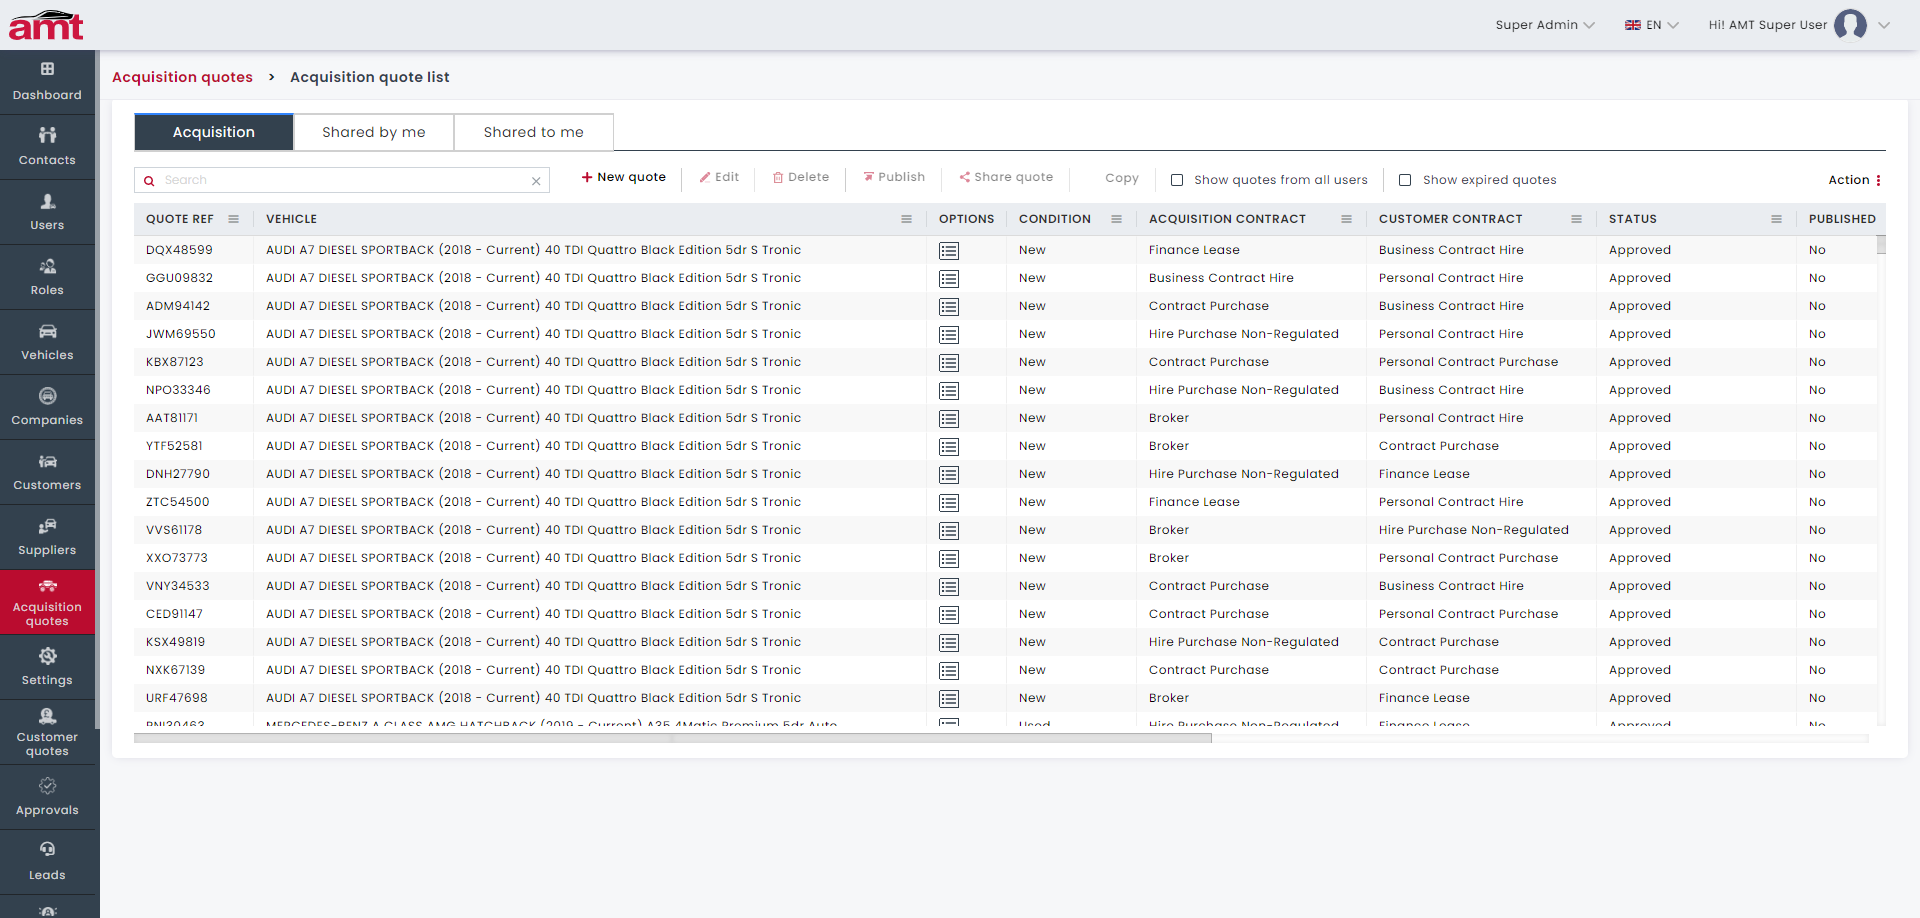 amt
Super Admin
EN
Hi! AMT Super User
Dashboard
Contacts
Users
Roles
Vehicles
Companies
Customers
Suppliers
Acquisition
quotes
Settings
Customer
quotes
Approvals
Leads
Acquisition quotes > Acquisition quote list
Acquisition
Shared by me
Shared to me
Search
New quote
Edit
Delete
Publish
Share quote
Copy
Show quotes from all users
Show expired quotes
Action
QUOTE REF VEHICLE OPTIONS CONDITION ACQUISITION CONTRACT CUSTOMER CONTRACT STATUS PUBLISHED
DQX48599 AUDI A7 DIESEL SPORTBACK (2018 - Current) 40 TDI Quattro Black Edition 5dr S Tronic New Finance Lease Business Contract Hire Approved No
GGU09832 AUDI A7 DIESEL SPORTBACK (2018 - Current) 40 TDI Quattro Black Edition 5dr S Tronic New Business Contract Hire Personal Contract Hire Approved No
ADM94142 AUDI A7 DIESEL SPORTBACK (2018 - Current) 40 TDI Quattro Black Edition 5dr S Tronic New Contract Purchase Business Contract Hire Approved No
JWM69550 AUDI A7 DIESEL SPORTBACK (2018 - Current) 40 TDI Quattro Black Edition 5dr S Tronic New Hire Purchase Non-Regulated Personal Contract Hire Approved No
KBX87123 AUDI A7 DIESEL SPORTBACK (2018 - Current) 40 TDI Quattro Black Edition 5dr S Tronic New Contract Purchase Personal Contract Purchase Approved No
NPO33346 AUDI A7 DIESEL SPORTBACK (2018 - Current) 40 TDI Quattro Black Edition 5dr S Tronic New Hire Purchase Non-Regulated Business Contract Hire Approved No
AAT81171 AUDI A7 DIESEL SPORTBACK (2018 - Current) 40 TDI Quattro Black Edition 5dr S Tronic New Broker Personal Contract Hire Approved No
YTF52581 AUDI A7 DIESEL SPORTBACK (2018 - Current) 40 TDI Quattro Black Edition 5dr S Tronic New Broker Contract Purchase Approved No
DNH27790 AUDI A7 DIESEL SPORTBACK (2018 - Current) 40 TDI Quattro Black Edition 5dr S Tronic New Hire Purchase Non-Regulated Finance Lease Approved No
ZTC54500 AUDI A7 DIESEL SPORTBACK (2018 - Current) 40 TDI Quattro Black Edition 5dr S Tronic New Finance Lease Personal Contract Hire Approved No
VVS61178 AUDI A7 DIESEL SPORTBACK (2018 - Current) 40 TDI Quattro Black Edition 5dr S Tronic New Broker Hire Purchase Non-Regulated Approved No
XXO73773 AUDI A7 DIESEL SPORTBACK (2018 - Current) 40 TDI Quattro Black Edition 5dr S Tronic New Broker Personal Contract Purchase Approved No
VNY34533 AUDI A7 DIESEL SPORTBACK (2018 - Current) 40 TDI Quattro Black Edition 5dr S Tronic New Contract Purchase Business Contract Hire Approved No
CED91147 AUDI A7 DIESEL SPORTBACK (2018 - Current) 40 TDI Quattro Black Edition 5dr S Tronic New Contract Purchase Personal Contract Purchase Approved No
KSX49819 AUDI A7 DIESEL SPORTBACK (2018 - Current) 40 TDI Quattro Black Edition 5dr S Tronic New Hire Purchase Non-Regulated Contract Purchase Approved No
NXK67139 AUDI A7 DIESEL SPORTBACK (2018 - Current) 40 TDI Quattro Black Edition 5dr S Tronic New Contract Purchase Contract Purchase Approved No
URF47698 AUDI A7 DIESEL SPORTBACK (2018 - Current) 40 TDI Quattro Black Edition 5dr S Tronic New Broker Finance Lease Approved No
MERCEDES-BENZ A CLASS AMG HATCHBACK (2019 - Current) A35 4Matic Premium 5dr Auto Used Hire Purchase Non-Regulated Finance Lease Approved No